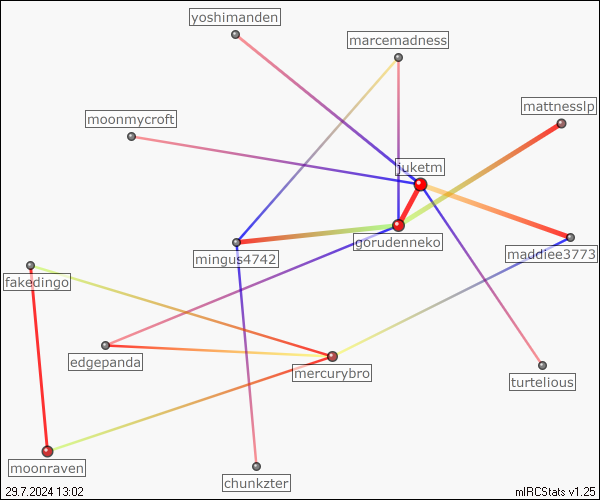 yoshimanden
marcemadness
mattnesslp
moonmycroft
juketm
gorudenneko
maddiee3773
mingus4742
fakedingo
edgepanda
mercurybro
turtelious
moonraven
chunkzter
29.7.2024 13:02
mIRCStats v1.25